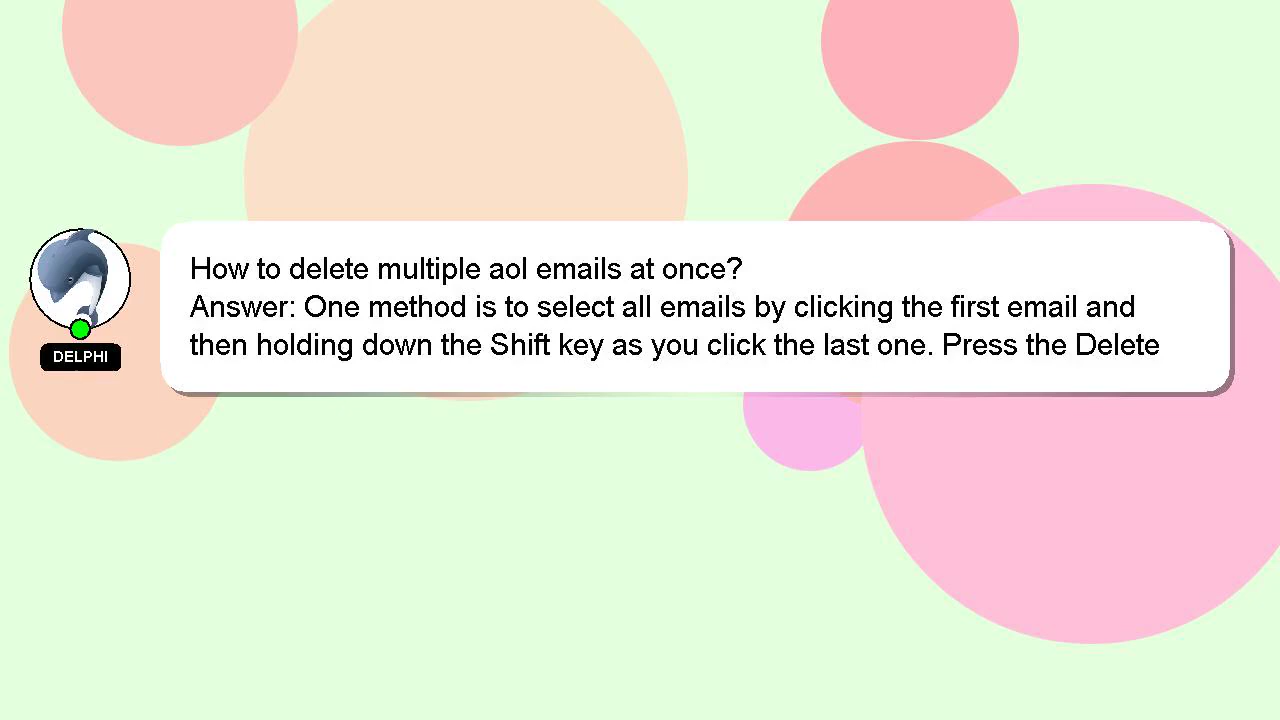 How to delete multiple aol emails at once?
Answer: One method is to select all emails by clicking the first email and
then holding down the Shift key as you click the last one. Press the Delete
DELPHI